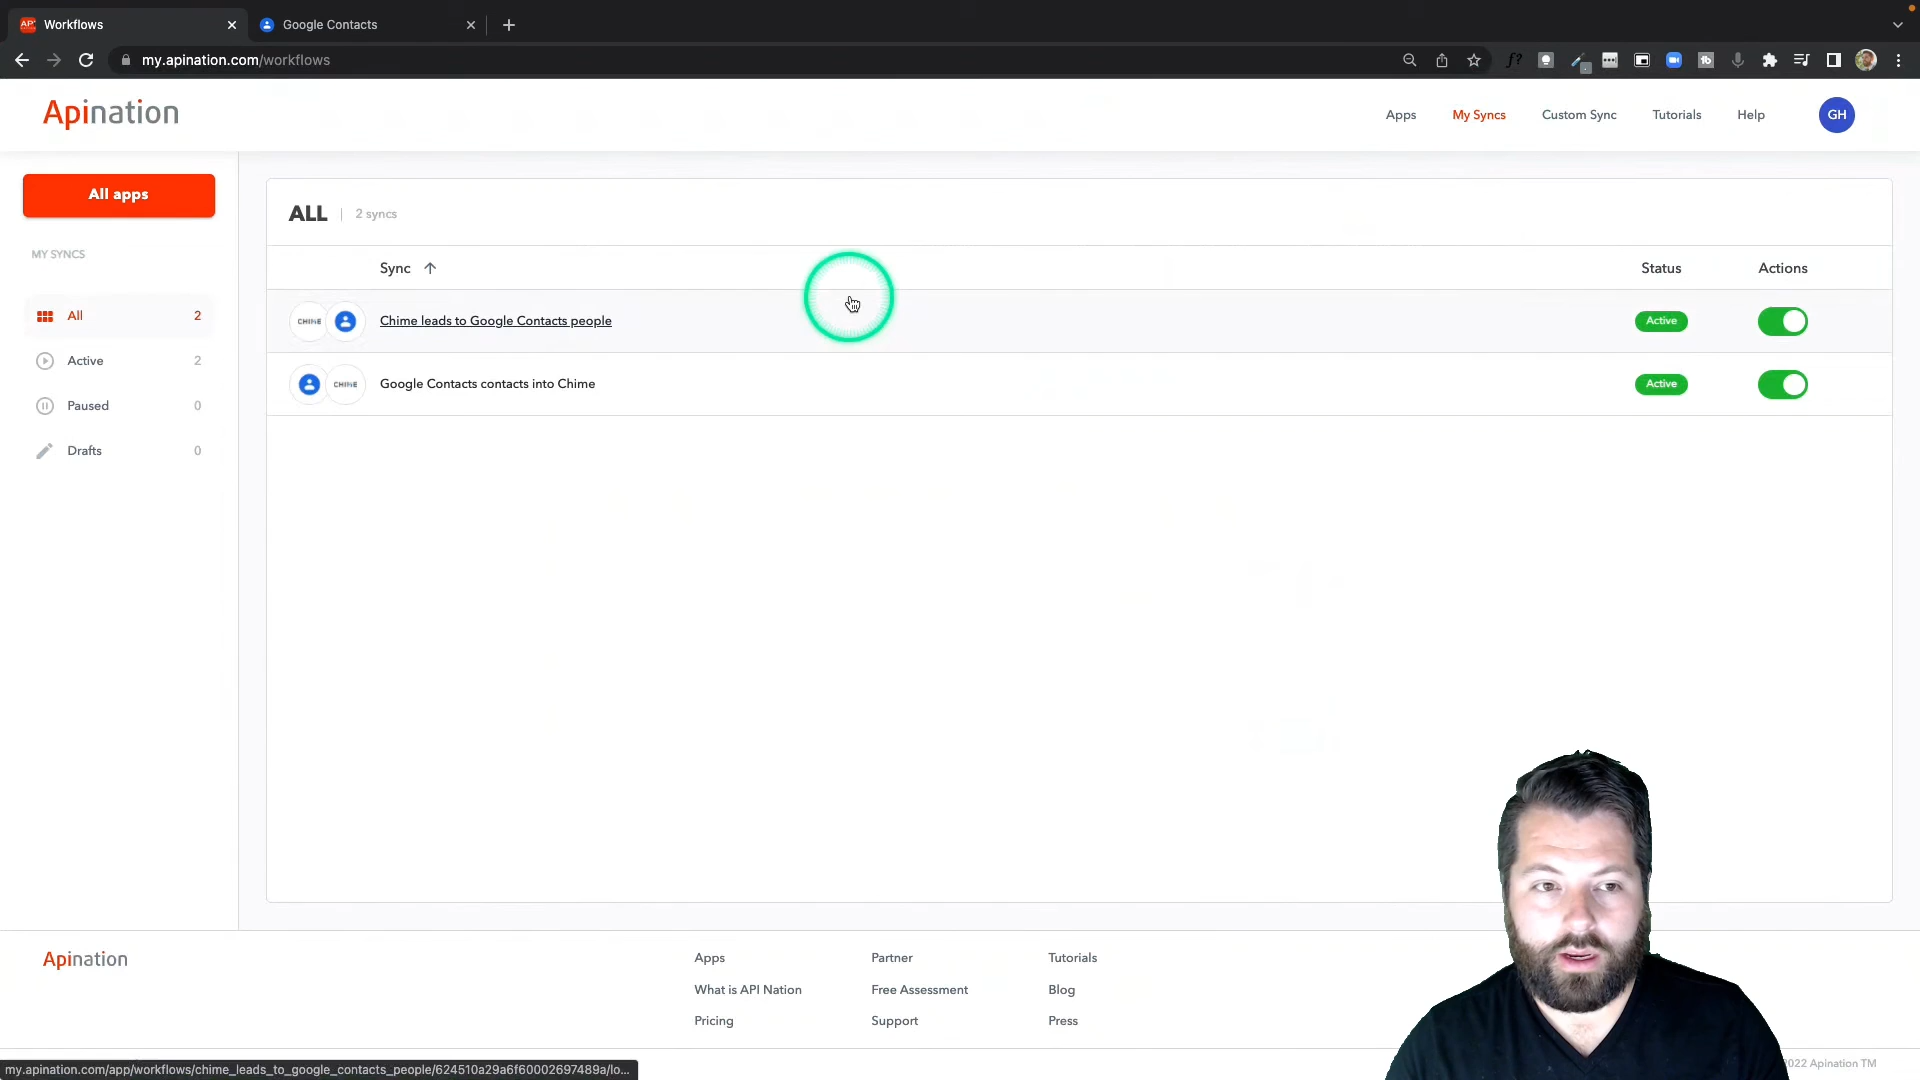 Workflows
Google Contacts
my.apination.com/workflows
Apination
Apps
My Syncs
Custom Sync
Tutorials
Help
GH
All apps
MY SYNCS
All 2
Active 2
Paused 0
Drafts 0
ALL | 2 syncs
Sync
Status
Actions
CHIME
Chime leads to Google Contacts people
Active
CHIME
Google Contacts contacts into Chime
Active
Apination
Apps
Partner
Tutorials
What is API Nation
Free Assessment
Blog
Pricing
Support
Press
2022 Apination TM
my.apination.com/app/workflows/chime_leads_to_google_contacts_people/624510a29a6f60002697489a/lo...